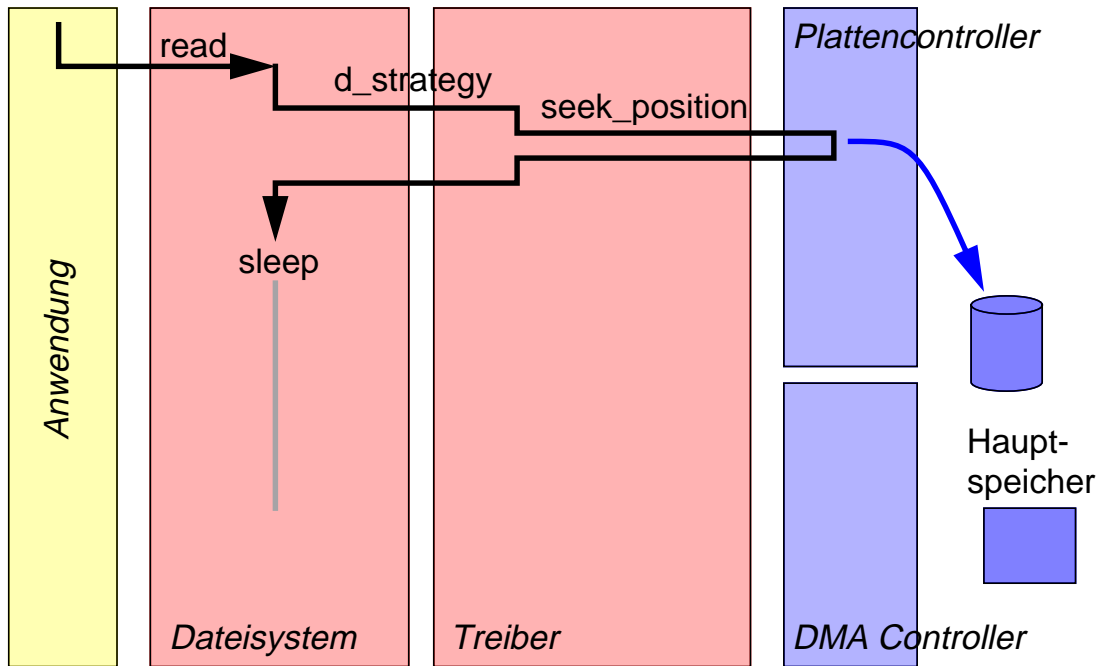 Plattencontroller
read
d_strategy
seek_position
sleep
Anwendung
Haupt-
speicher
Dateisystem
Treiber
DMA Controller